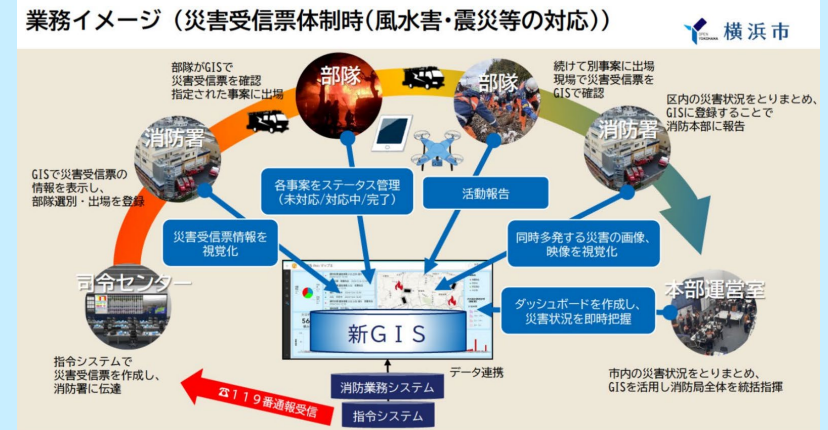 業務イメージ（災害受信票体制時(風水害・震災等の対応)）
OPEN YOKOHAMA
横浜市
部隊がGISで
災害受信票を確認
指定された事案に出場
部隊
部隊
続けて別事案に出場
現場で災害受信票を
GISで確認
区内の災害状況をとりまとめ、
GISに登録することで
消防本部に報告
消防署
消防署
GISで災害受信票の
情報を表示し、
部隊選別・出場を登録
各事案をステータス管理
（未対応/対応中/完了）
活動報告
災害受信票情報を
視覚化
同時多発する災害の画像、
映像を視覚化
司令センター
本部運営室
ダッシュボードを作成し、
災害状況を即時把握
新ＧＩＳ
指令システムで
災害受信票を作成し、
消防署に伝達
データ連携
市内の災害状況をとりまとめ、
GISを活用し消防局全体を統括指揮
消防業務システム
☎119番通報受信
指令システム